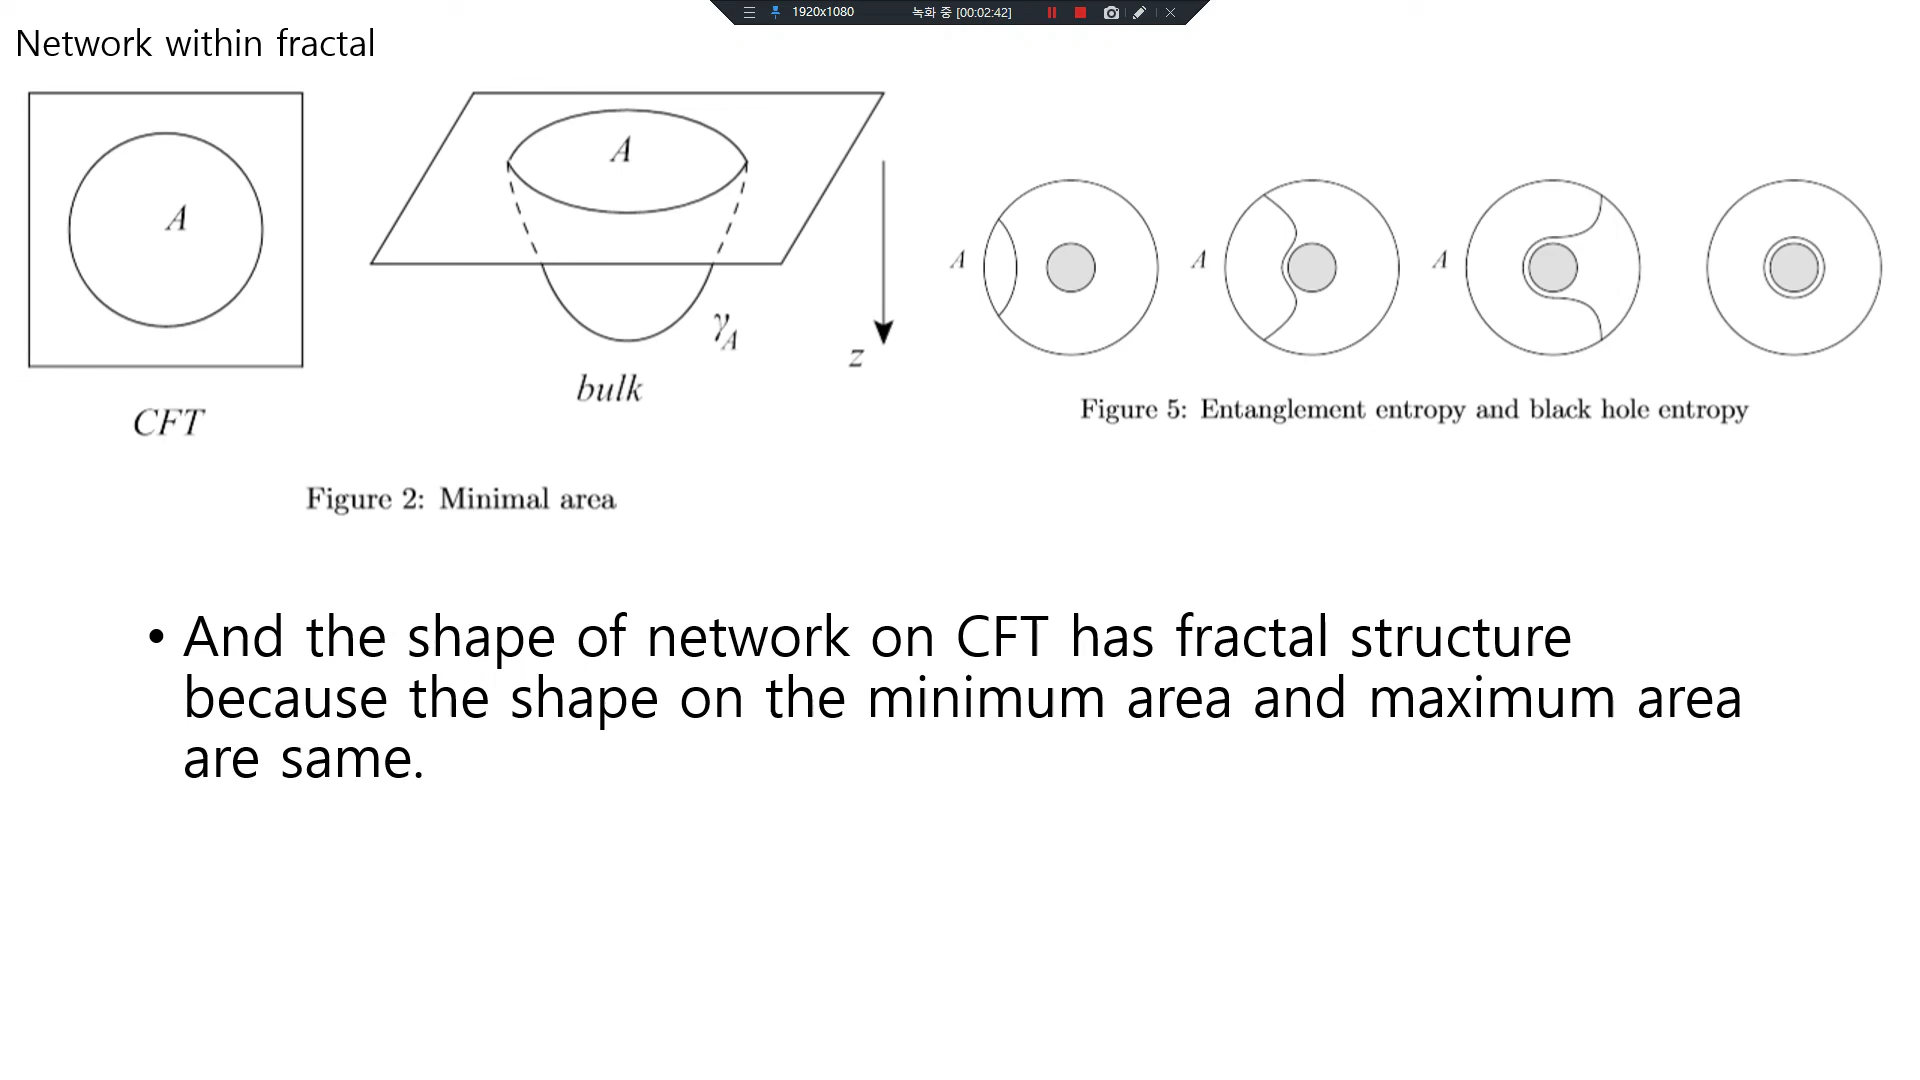 1920x1080 녹화 중 [00:02:42]
Network within fractal
A
CFT
A
γA
bulk
z
Figure 2: Minimal area
A
A
A
Figure 5: Entanglement entropy and black hole entropy
• And the shape of network on CFT has fractal structure
because the shape on the minimum area and maximum area
are same.